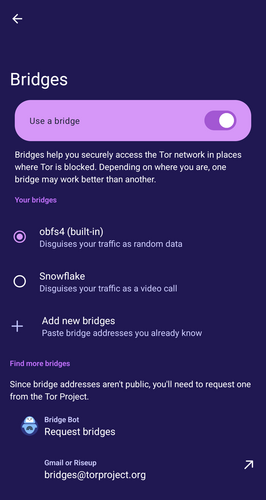 Bridges
Use a bridge
Bridges help you securely access the Tor network in places
where Tor is blocked. Depending on where you are, one
bridge may work better than another.
Your bridges
obfs4 (built-in)
Disguises your traffic as random data
Snowflake
Disguises your traffic as a video call
Add new bridges
Paste bridge addresses you already know
Find more bridges
Since bridge addresses aren't public, you'll need to request one
from the Tor Project.
Bridge Bot
Request bridges
Gmail or Riseup
bridges@torproject.org